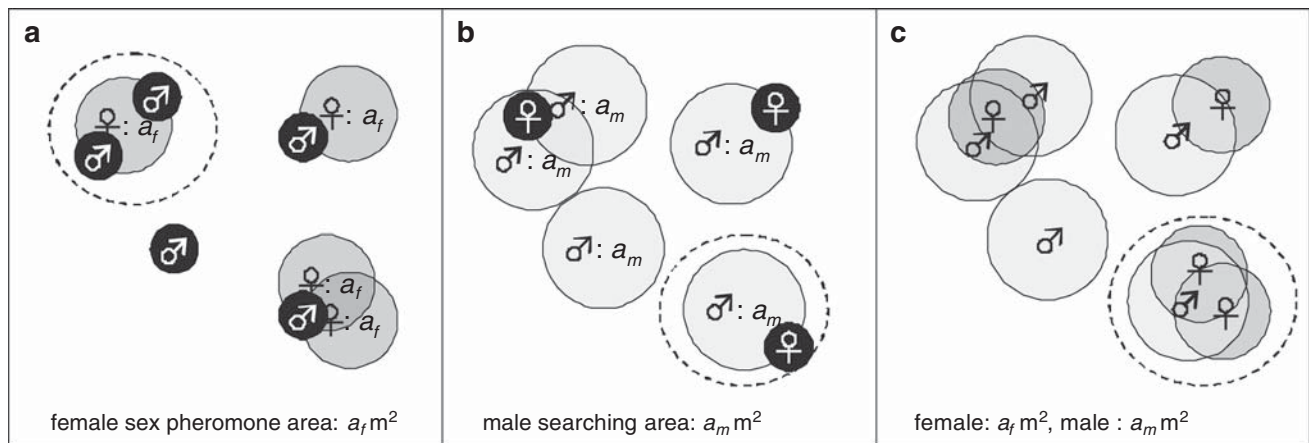 a
♀: a_f
♂
♂
♀: a_f
♂
♂
♀: a_f
♂
♀: a_f
female sex pheromone area: a_f m²
b
♀
♂: a_m
♂: a_m
♀
♂: a_m
♂: a_m
♂: a_m
♀
male searching area: a_m m²
c
♀
♂
♂
♀
♂
♂
♀
♂
♀
female: a_f m², male : a_m m²